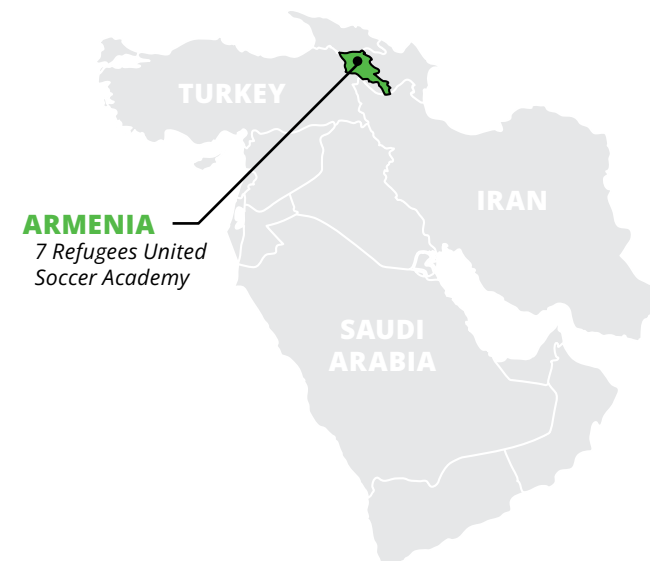 TURKEY
IRAN
ARMENIA
7 Refugees United
Soccer Academy
SAUDI
ARABIA